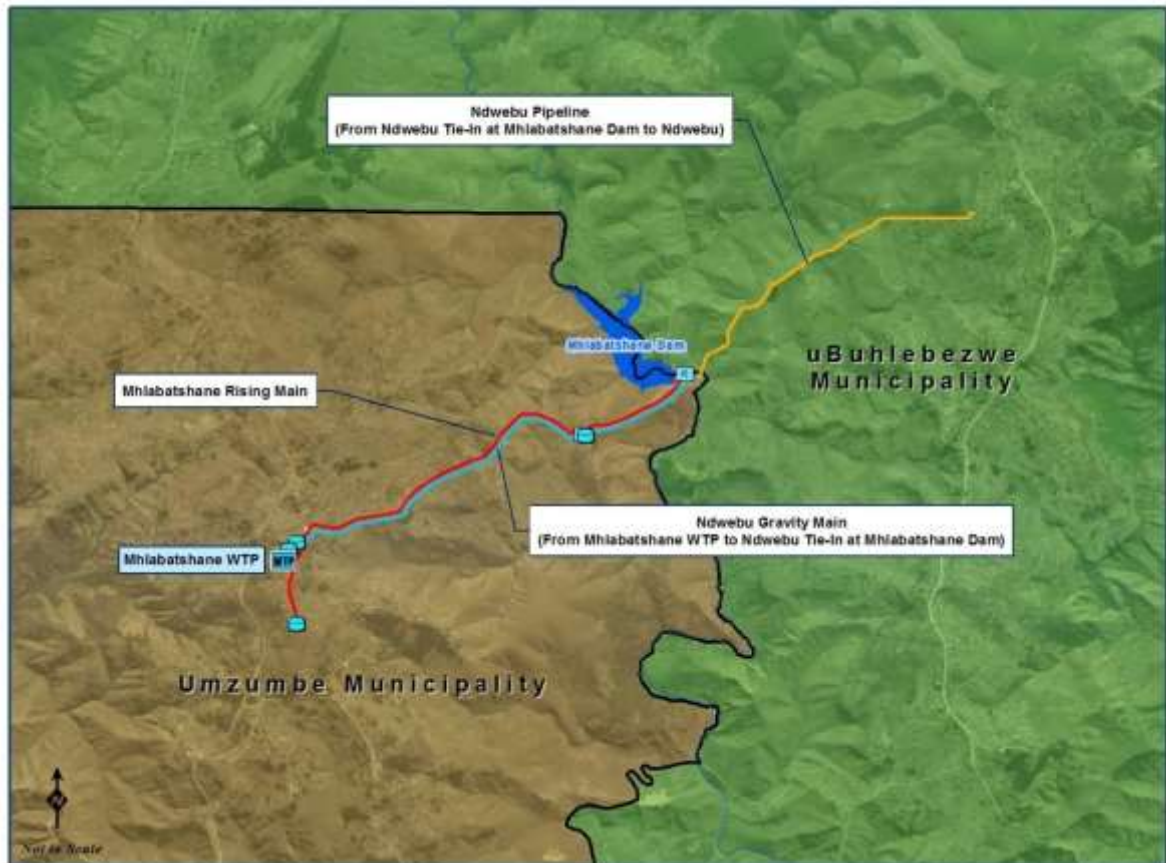 Ndwebu Pipeline
(From Ndwebu Tie-In at Mhlabatshane Dam to Ndwebu)
Mhlabatshane Dam
uBuhlebezwe
Municipality
Mhlabatshane Rising Main
Ndwebu Gravity Main
(From Mhlabatshane WTP to Ndwebu Tie-In at Mhlabatshane Dam)
Mhlabatshane WTP
WTP
Umzumbe Municipality
N
Not to Scale